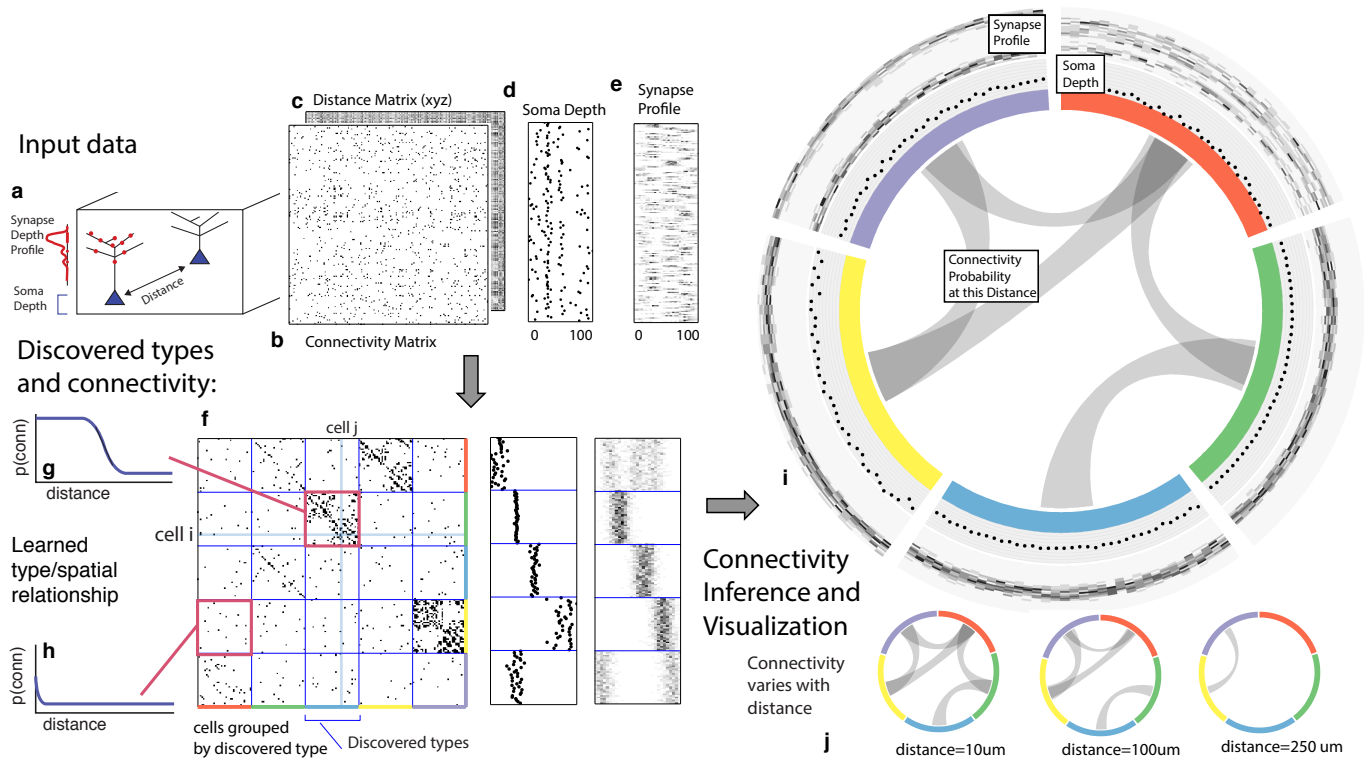 Input data
a
Synapse
Depth
Profile
Soma
Depth
Distance
b
Connectivity Matrix
c
Distance Matrix (xyz)
d
Soma Depth
0 100
e
Synapse
Profile
0 100
Discovered types
and connectivity:
g
p(conn)
distance
Learned
type/spatial
relationship
h
p(conn)
distance
f
cell j
cell i
cells grouped
by discovered type
Discovered types
Synapse
Profile
Soma
Depth
Connectivity
Probability
at this Distance
i
Connectivity
Inference and
Visualization
Connectivity
varies with
distance
j
distance=10um
distance=100um
distance=250 um